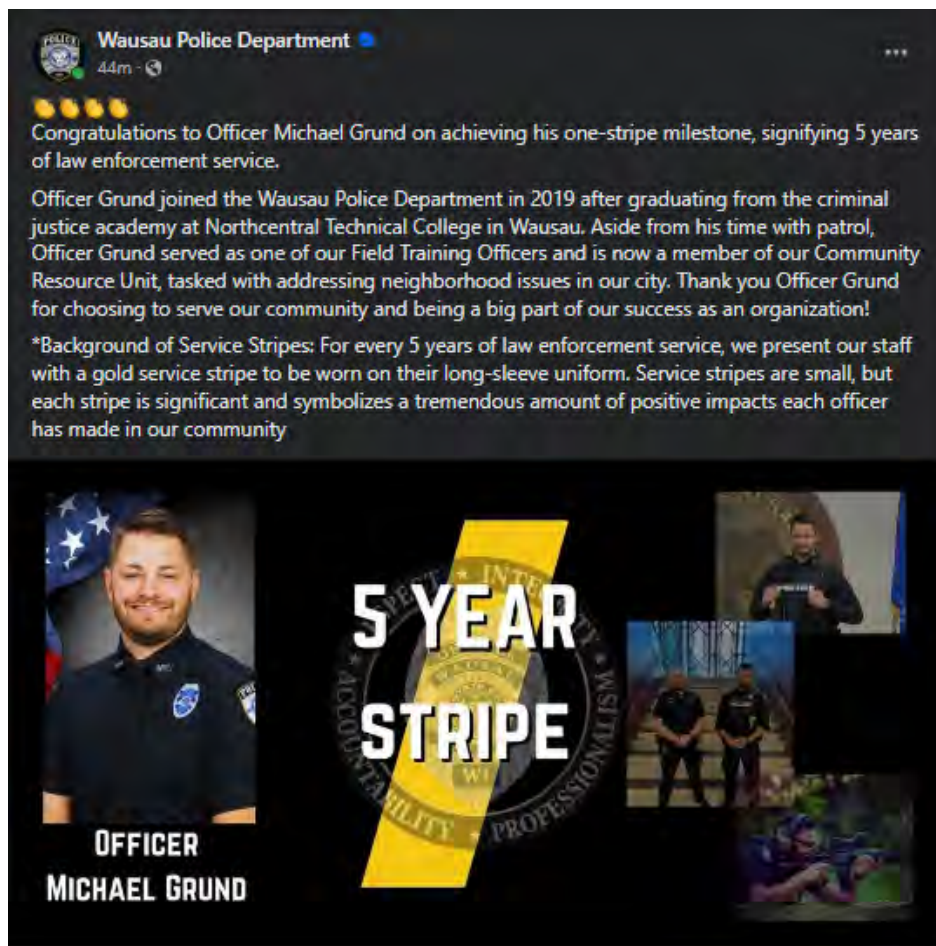 Wausau Police Department
44m
Congratulations to Officer Michael Grund on achieving his one-stripe milestone, signifying 5 years
of law enforcement service.
Officer Grund joined the Wausau Police Department in 2019 after graduating from the criminal
justice academy at Northcentral Technical College in Wausau. Aside from his time with patrol,
Officer Grund served as one of our Field Training Officers and is now a member of our Community
Resource Unit, tasked with addressing neighborhood issues in our city. Thank you Officer Grund
for choosing to serve our community and being a big part of our success as an organization!
*Background of Service Stripes: For every 5 years of law enforcement service, we present our staff
with a gold service stripe to be worn on their long-sleeve uniform. Service stripes are small, but
each stripe is significant and symbolizes a tremendous amount of positive impacts each officer
has made in our community
5 YEAR
STRIPE
ACCOUNTABILITY
PROFESSIONALISM
WAUSAU
WI
OFFICER
MICHAEL GRUND